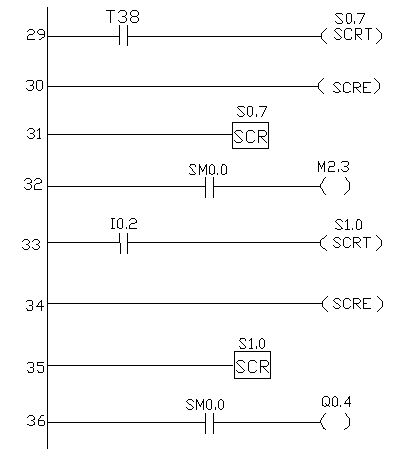 T38
S0.7
29
(SCRT)
30
(SCRE)
S0.7
31
SCR
SM0.0
M2.3
32
( )
I0.2
S1.0
33
(SCRT)
34
(SCRE)
S1.0
35
SCR
SM0.0
Q0.4
36
( )